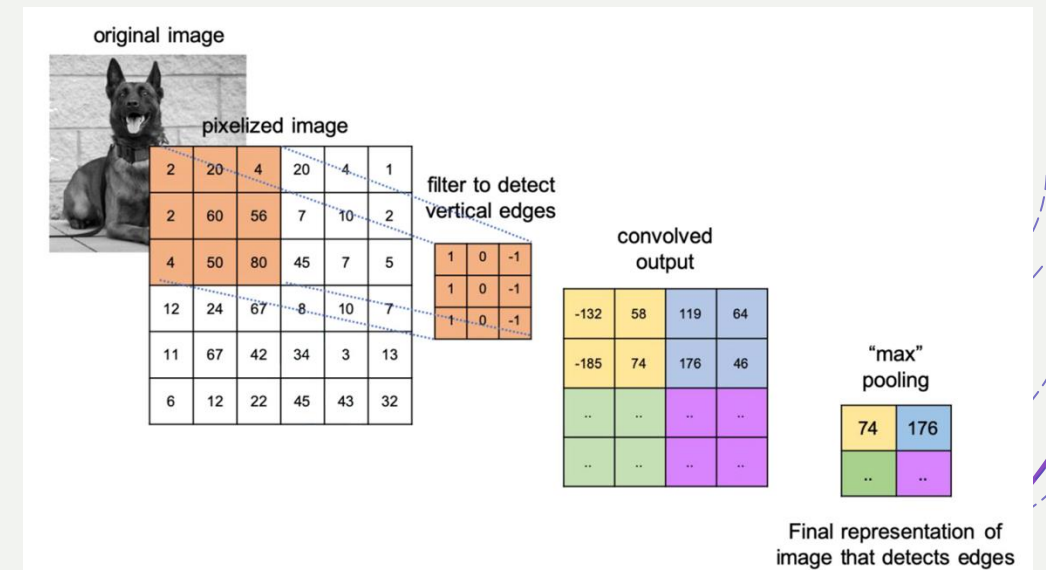 original image
pixelized image
2 20 4 20 4 1
2 60 56 7 10 2
4 50 80 45 7 5
12 24 67 8 10 7
11 67 42 34 3 13
6 12 22 45 43 32
filter to detect
vertical edges
1 0 -1
1 0 -1
1 0 -1
convolved
output
-132 58 119 64
-185 74 176 46
.. .. .. ..
.. .. .. ..
“max”
pooling
74 176
.. ..
Final representation of
image that detects edges